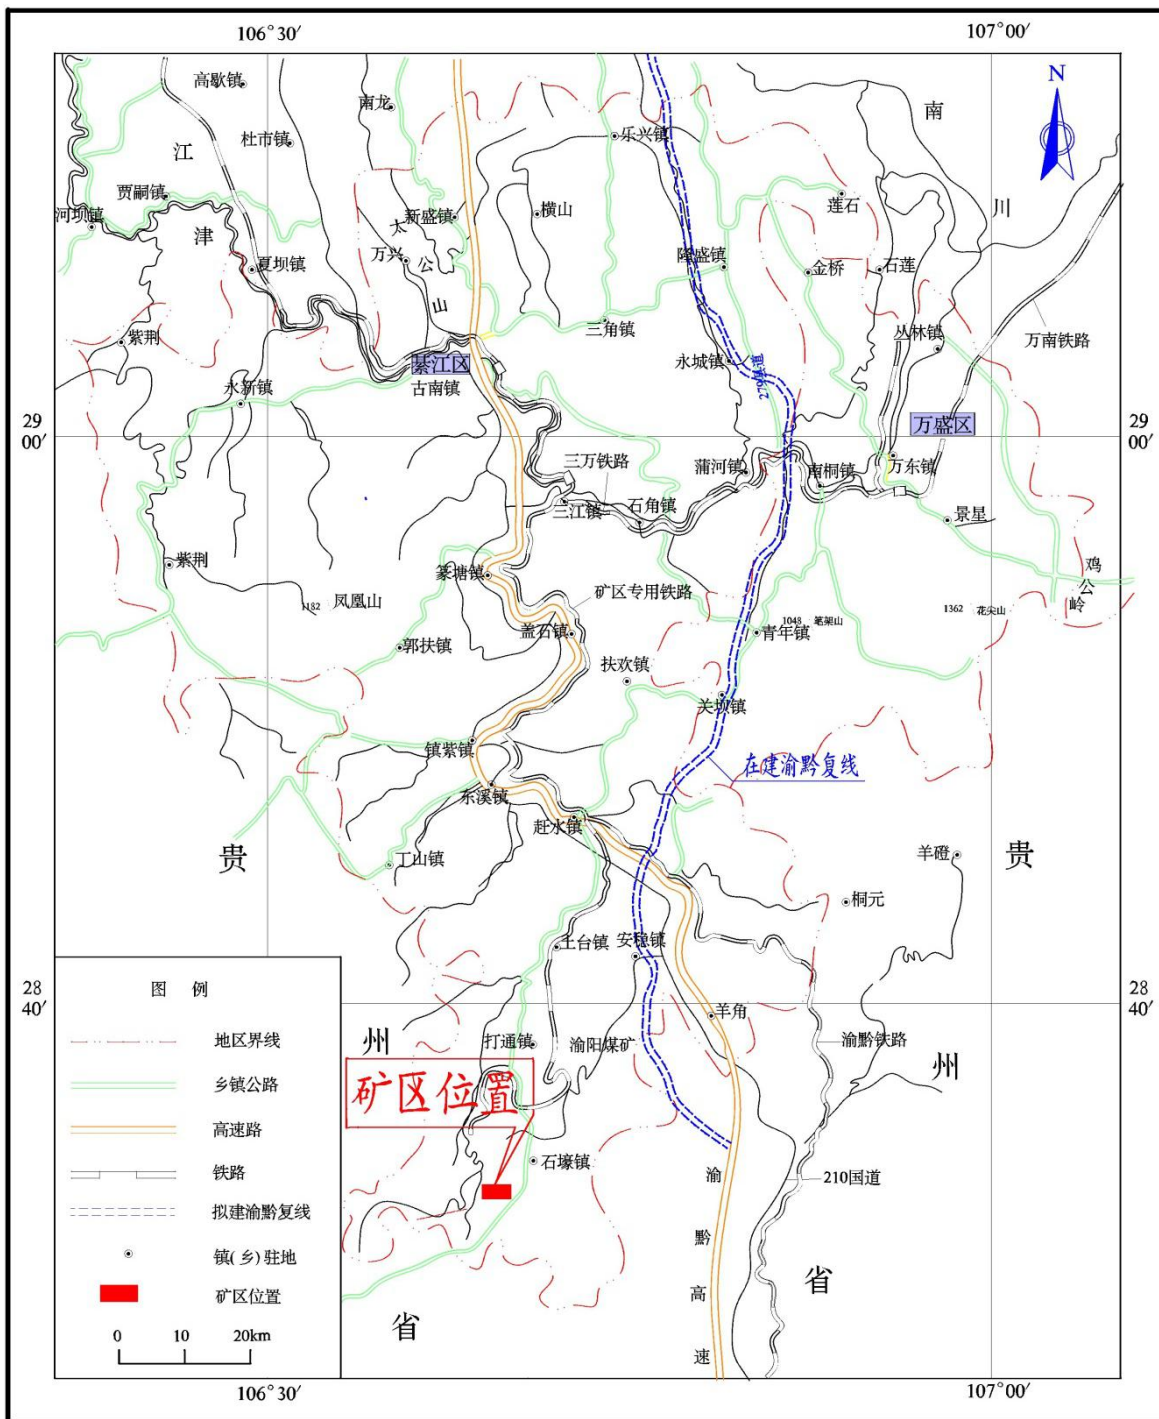 106°30′
107°00′
高歇镇
南龙
N
南
杜市镇
乐兴镇
江
贾嗣镇
莲石
川
河坝镇
津
太
新盛镇
横山
夏坝镇
万兴
公
隆盛镇
金桥
石莲
山
三角镇
丛林镇
万南铁路
紫荆
綦江区
永城镇
永新镇
古南镇
万盛区
29
00′
29
00′
三万铁路
蒲河镇
南桐镇
万东镇
三江镇
石角镇
景星
紫荆
篆塘镇
鸡
公
岭
1182
凤凰山
矿区专用铁路
1362
花尖山
盖石镇
1048
笔架山
青年镇
郭扶镇
扶欢镇
关坝镇
镇紫镇
在建渝黔复线
东溪镇
赶水镇
贵
丁山镇
羊磴
贵
桐元
土台镇
安稳镇
图 例
28
40′
28
40′
羊角
地区界线
州
打通镇
渝阳煤矿
渝黔铁路
州
乡镇公路
矿区位置
高速路
石壕镇
铁路
渝
210国道
拟建渝黔复线
黔
镇(乡)驻地
省
矿区位置
高
省
0
10
20km
速
106°30′
107°00′